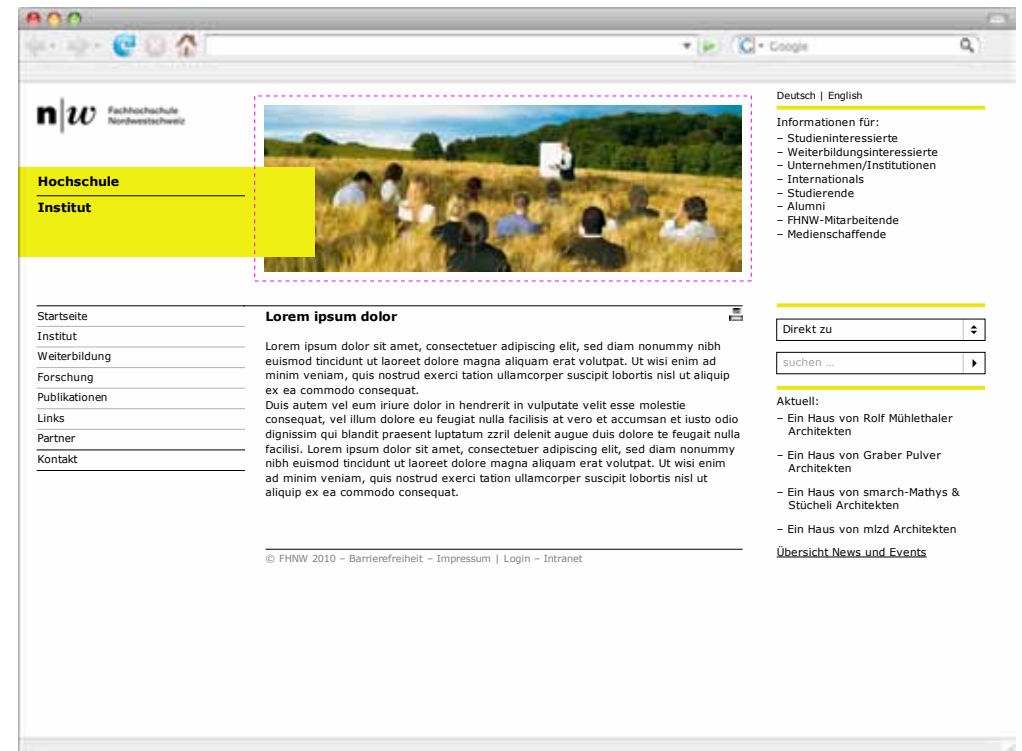 Google
n|w Fachhochschule
Nordwestschweiz
Hochschule
Institut
Deutsch | English
Informationen für:
– Studieninteressierte
– Weiterbildungsinteressierte
– Unternehmen/Institutionen
– Internationals
– Studierende
– Alumni
– FHNW-Mitarbeitende
– Medienschaffende
Startseite
Institut
Weiterbildung
Forschung
Publikationen
Links
Partner
Kontakt
Lorem ipsum dolor
Lorem ipsum dolor sit amet, consectetuer adipiscing elit, sed diam nonummy nibh
euismod tincidunt ut laoreet dolore magna aliquam erat volutpat. Ut wisi enim ad
minim veniam, quis nostrud exerci tation ullamcorper suscipit lobortis nisl ut aliquip
ex ea commodo consequat.
Duis autem vel eum iriure dolor in hendrerit in vulputate velit esse molestie
consequat, vel illum dolore eu feugiat nulla facilisis at vero et accumsan et iusto odio
dignissim qui blandit praesent luptatum zzril delenit augue duis dolore te feugait nulla
facilisi. Lorem ipsum dolor sit amet, consectetuer adipiscing elit, sed diam nonummy
nibh euismod tincidunt ut laoreet dolore magna aliquam erat volutpat. Ut wisi enim
ad minim veniam, quis nostrud exerci tation ullamcorper suscipit lobortis nisl ut
aliquip ex ea commodo consequat.
© FHNW 2010 – Barrierefreiheit – Impressum | Login – Intranet
Direkt zu
suchen ...
Aktuell:
– Ein Haus von Rolf Mühlethaler
Architekten
– Ein Haus von Graber Pulver
Architekten
– Ein Haus von smarch-Mathys &
Stücheli Architekten
– Ein Haus von mlzd Architekten
Übersicht News und Events